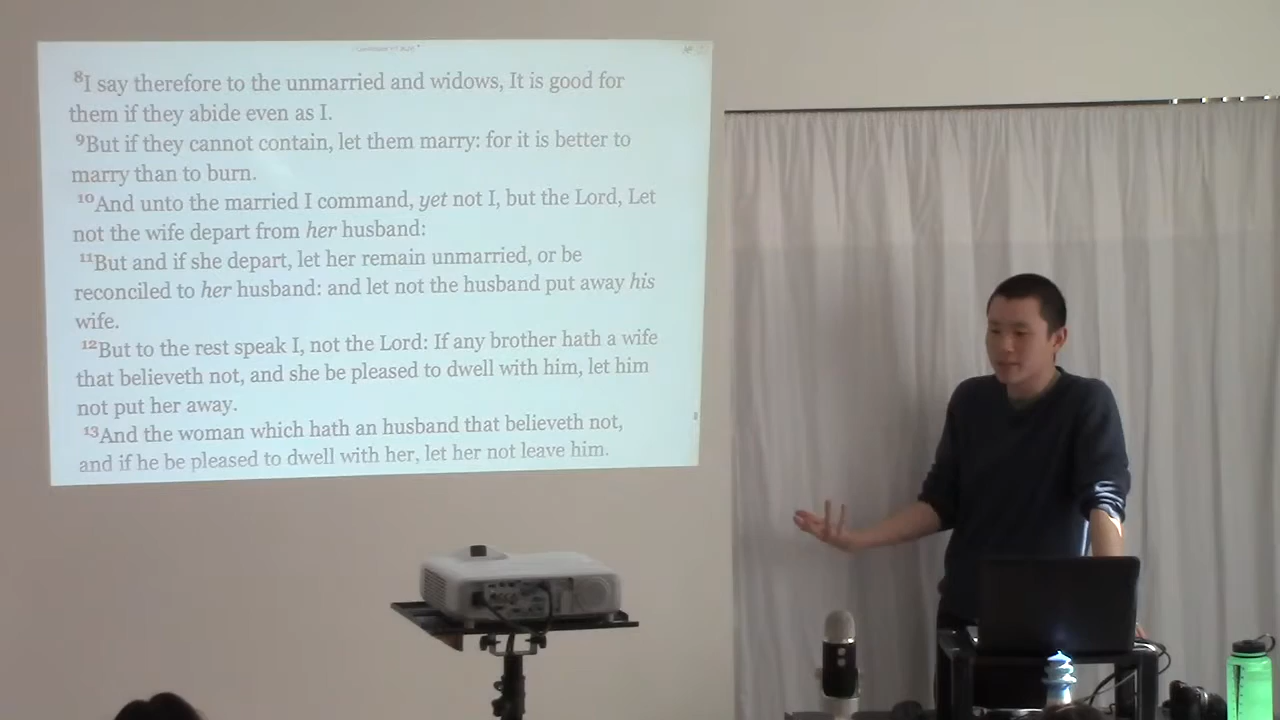 ⁸I say therefore to the unmarried and widows, It is good for
them if they abide even as I.
⁹But if they cannot contain, let them marry: for it is better to
marry than to burn.
¹⁰And unto the married I command, yet not I, but the Lord, Let
not the wife depart from her husband:
¹¹But and if she depart, let her remain unmarried, or be
reconciled to her husband: and let not the husband put away his
wife.
¹²But to the rest speak I, not the Lord: If any brother hath a wife
that believeth not, and she be pleased to dwell with him, let him
not put her away.
¹³And the woman which hath an husband that believeth not,
and if he be pleased to dwell with her, let her not leave him.